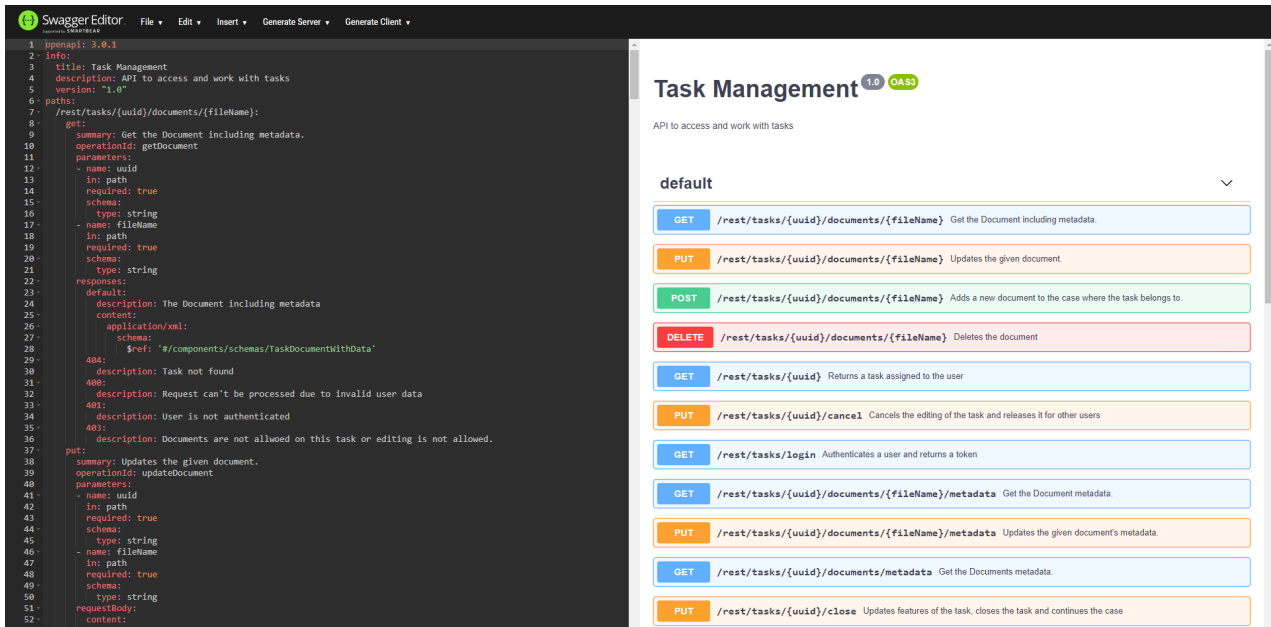 Swagger Editor.
Supported by SMARTBEAR
File ▾ Edit ▾ Insert ▾ Generate Server ▾ Generate Client ▾
1 openapi: 3.0.1
2 info:
3 title: Task Management
4 description: API to access and work with tasks
5 version: "1.0"
6 paths:
7 /rest/tasks/{uuid}/documents/{fileName}:
8 get:
9 summary: Get the Document including metadata.
10 operationId: getDocument
11 parameters:
12 - name: uuid
13 in: path
14 required: true
15 schema:
16 type: string
17 - name: fileName
18 in: path
19 required: true
20 schema:
21 type: string
22 responses:
23 default:
24 description: The Document including metadata
25 content:
26 application/xml:
27 schema:
28 $ref: '#/components/schemas/TaskDocumentWithData'
29 404:
30 description: Task not found
31 400:
32 description: Request can't be processed due to invalid user data
33 401:
34 description: User is not authenticated
35 403:
36 description: Documents are not allwoed on this task or editing is not allowed.
37 put:
38 summary: Updates the given document.
39 operationId: updateDocument
40 parameters:
41 - name: uuid
42 in: path
43 required: true
44 schema:
45 type: string
46 - name: fileName
47 in: path
48 required: true
49 schema:
50 type: string
51 requestBody:
52 content:
Task Management 1.0 OAS3
API to access and work with tasks
default
GET /rest/tasks/{uuid}/documents/{fileName} Get the Document including metadata.
PUT /rest/tasks/{uuid}/documents/{fileName} Updates the given document.
POST /rest/tasks/{uuid}/documents/{fileName} Adds a new document to the case where the task belongs to.
DELETE /rest/tasks/{uuid}/documents/{fileName} Deletes the document
GET /rest/tasks/{uuid} Returns a task assigned to the user
PUT /rest/tasks/{uuid}/cancel Cancels the editing of the task and releases it for other users
GET /rest/tasks/login Authenticates a user and returns a token
GET /rest/tasks/{uuid}/documents/{fileName}/metadata Get the Document metadata.
PUT /rest/tasks/{uuid}/documents/{fileName}/metadata Updates the given document's metadata.
GET /rest/tasks/{uuid}/documents/metadata Get the Documents metadata.
PUT /rest/tasks/{uuid}/close Updates features of the task, closes the task and continues the case